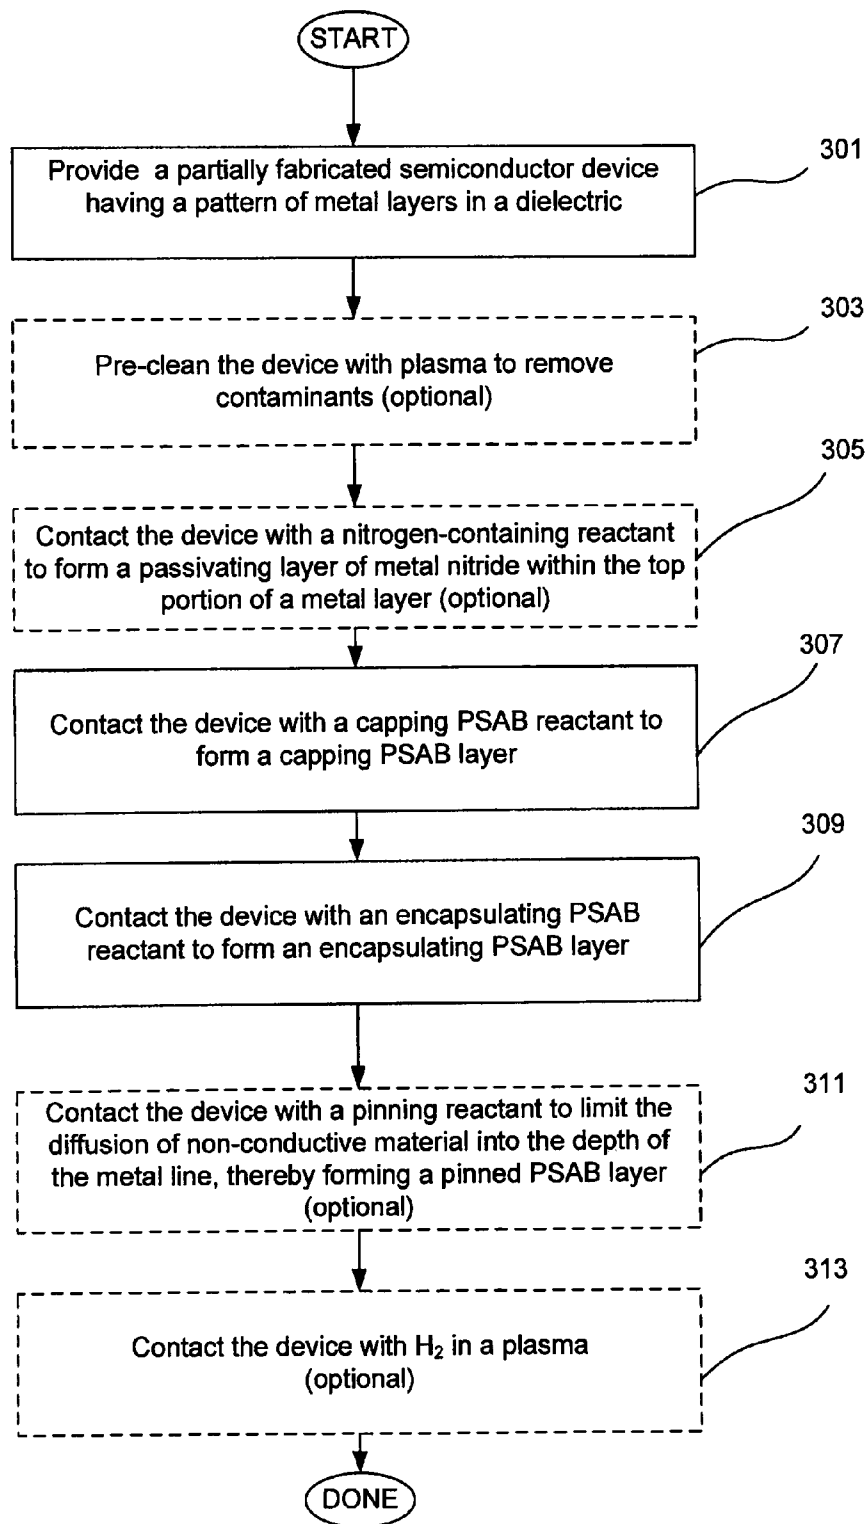 START
Provide a partially fabricated semiconductor device
having a pattern of metal layers in a dielectric
301
Pre-clean the device with plasma to remove
contaminants (optional)
303
Contact the device with a nitrogen-containing reactant
to form a passivating layer of metal nitride within the top
portion of a metal layer (optional)
305
Contact the device with a capping PSAB reactant to
form a capping PSAB layer
307
Contact the device with an encapsulating PSAB
reactant to form an encapsulating PSAB layer
309
Contact the device with a pinning reactant to limit the
diffusion of non-conductive material into the depth of
the metal line, thereby forming a pinned PSAB layer
(optional)
311
Contact the device with H₂ in a plasma
(optional)
313
DONE